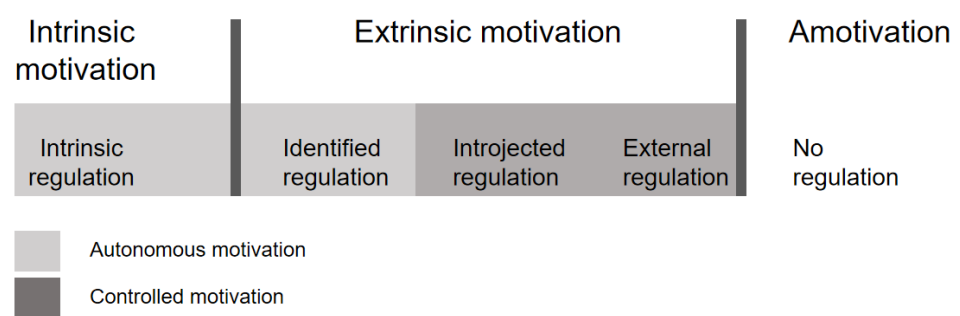 Intrinsic
motivation
Extrinsic motivation
Amotivation
Intrinsic
regulation
Identified
regulation
Introjected
regulation
External
regulation
No
regulation
Autonomous motivation
Controlled motivation